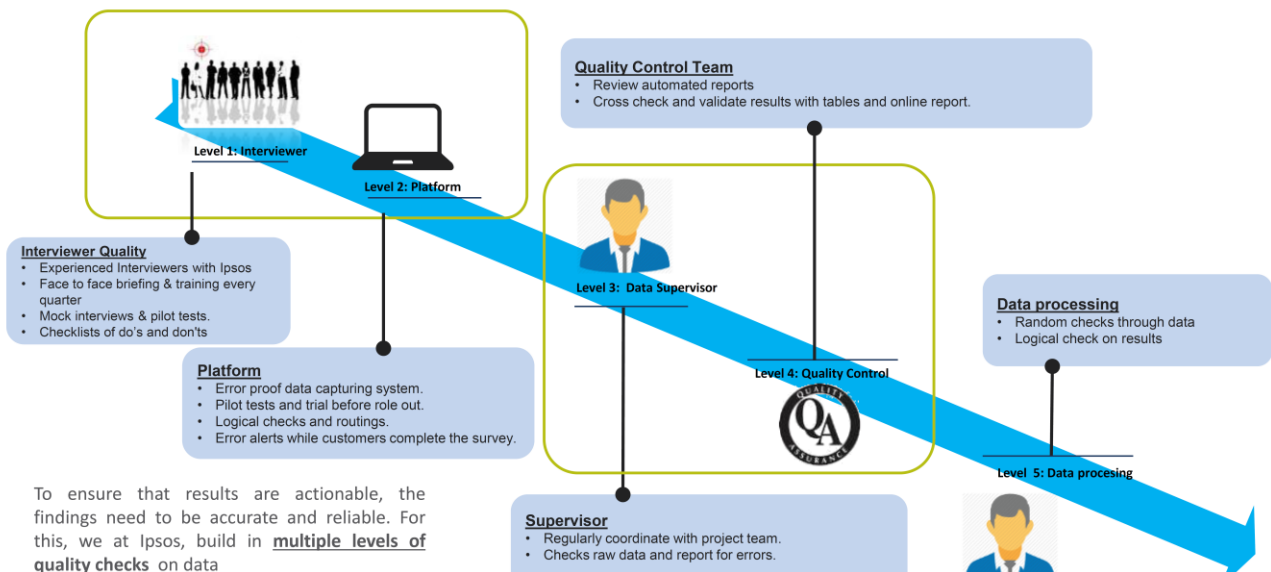 Level 1: Interviewer
Level 2: Platform
Quality Control Team
• Review automated reports
• Cross check and validate results with tables and online report.
Interviewer Quality
• Experienced Interviewers with Ipsos
• Face to face briefing & training every
quarter
• Mock interviews & pilot tests.
• Checklists of do's and don'ts
Level 3: Data Supervisor
Data processing
• Random checks through data
• Logical check on results
Platform
• Error proof data capturing system.
• Pilot tests and trial before role out.
• Logical checks and routings.
• Error alerts while customers complete the survey.
Level 4: Quality Control
QUALITY
QA
ASSURANCE
Level 5: Data procesing
To ensure that results are actionable, the
findings need to be accurate and reliable. For
this, we at Ipsos, build in multiple levels of
quality checks on data
Supervisor
• Regularly coordinate with project team.
• Checks raw data and report for errors.